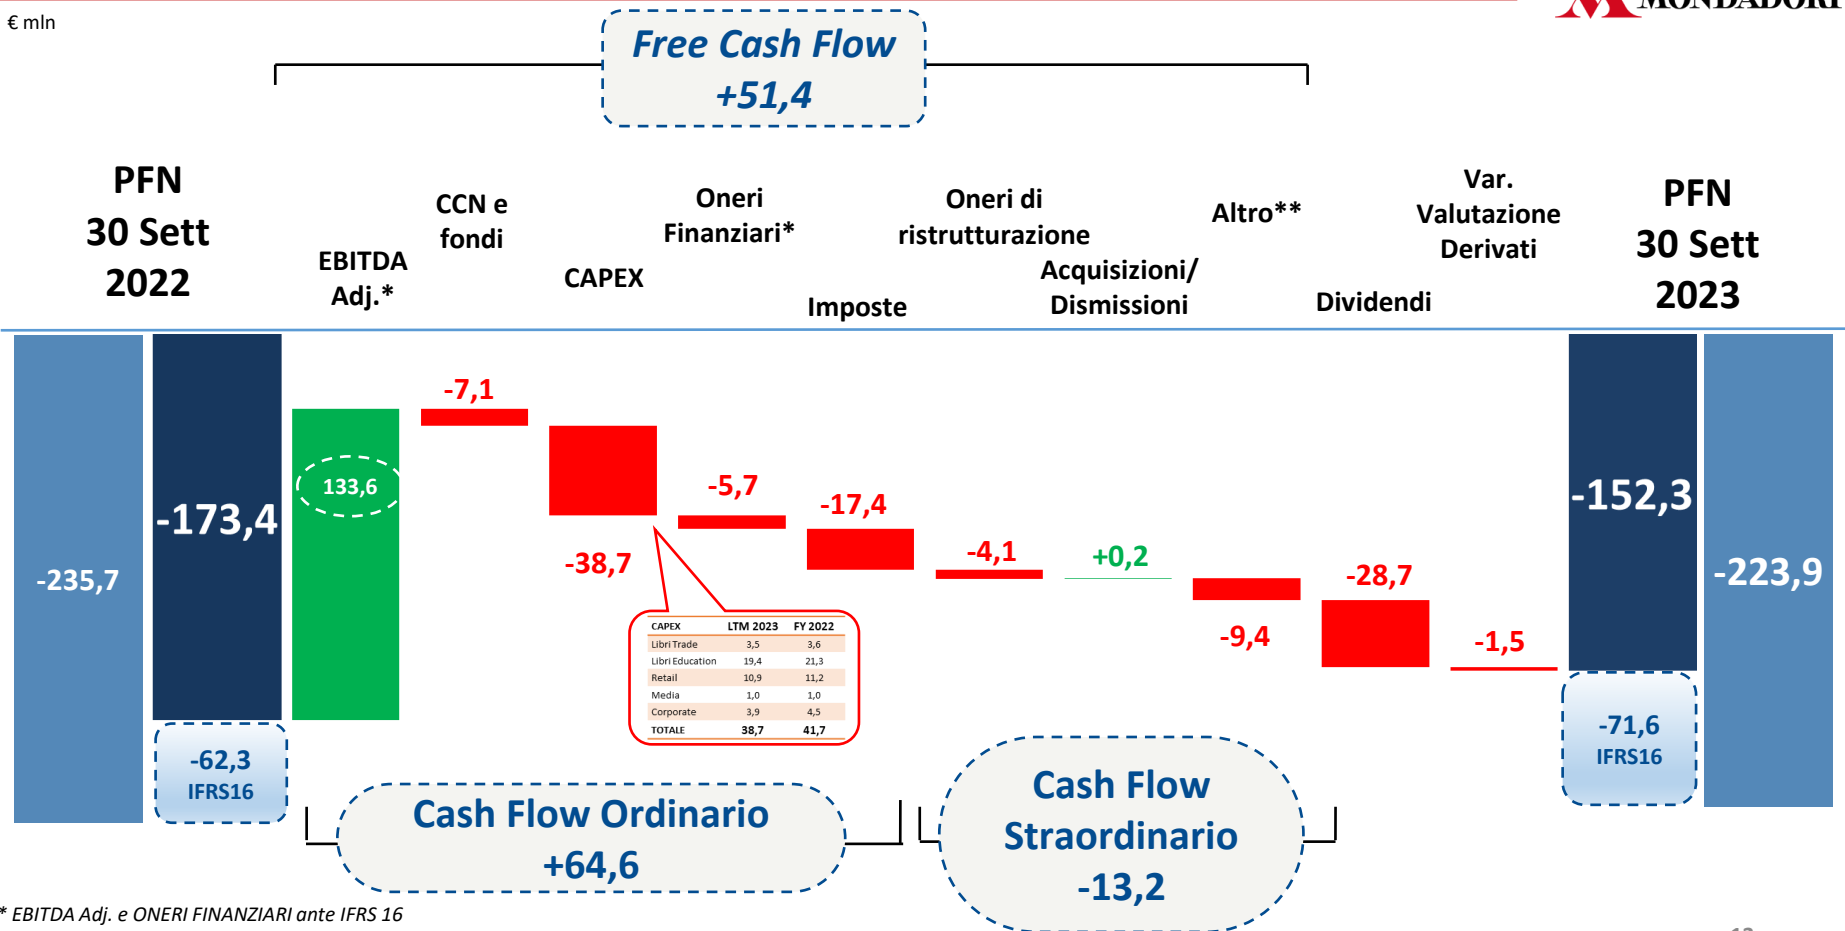 € mln
MONDADORI
Free Cash Flow
+51,4
PFN
30 Sett
2022
EBITDA
Adj.*
CCN e
fondi
CAPEX
Oneri
Finanziari*
Imposte
Oneri di
ristrutturazione
Acquisizioni/
Dismissioni
Altro**
Dividendi
Var.
Valutazione
Derivati
PFN
30 Sett
2023
-235,7
-173,4
-62,3
IFRS16
133,6
-7,1
-38,7
-5,7
-17,4
-4,1
+0,2
-9,4
-28,7
-1,5
-152,3
-71,6
IFRS16
-223,9
CAPEX LTM 2023 FY 2022
Libri Trade 3,5 3,6
Libri Education 19,4 21,3
Retail 10,9 11,2
Media 1,0 1,0
Corporate 3,9 4,5
TOTALE 38,7 41,7
Cash Flow Ordinario
+64,6
Cash Flow
Straordinario
-13,2
* EBITDA Adj. e ONERI FINANZIARI ante IFRS 16